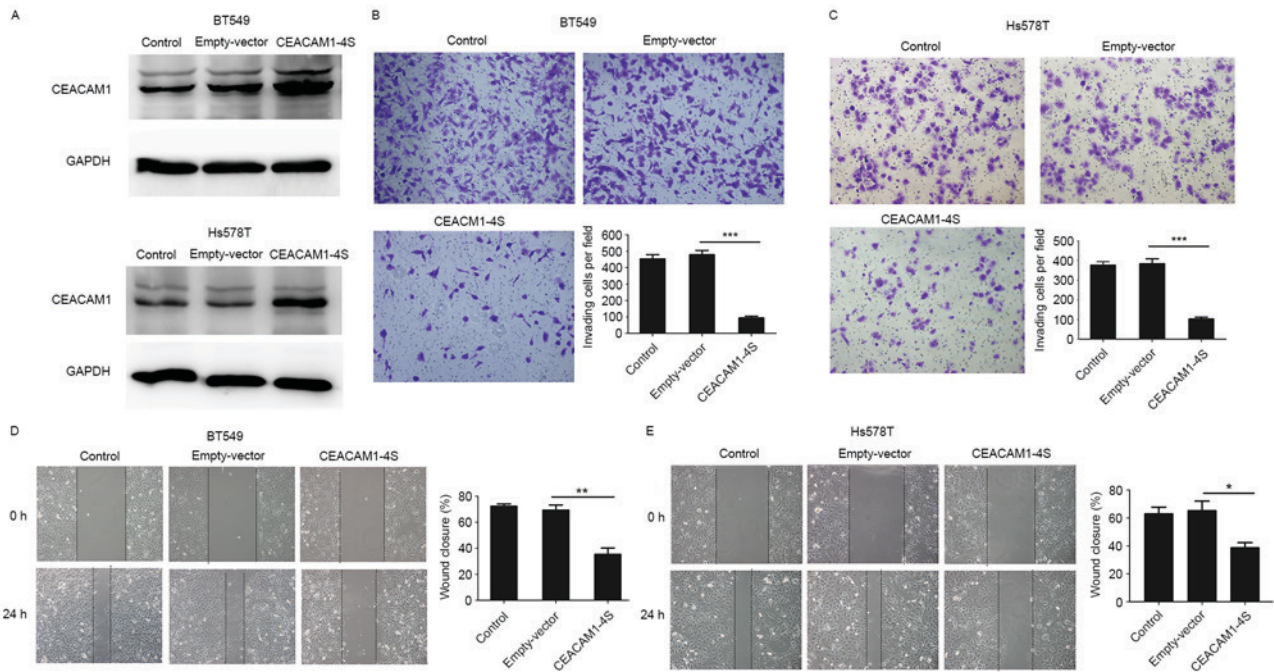 A
BT549
Control Empty-vector CEACAM1-4S
CEACAM1
GAPDH
Hs578T
Control Empty-vector CEACAM1-4S
CEACAM1
GAPDH
B
BT549
Control Empty-vector
CEACM1-4S
Invading cells per field
600
500
400
300
200
100
0
***
Control
Empty-vector
CEACAM1-4S
C
Hs578T
Control Empty-vector
CEACAM1-4S
Invading cells per field
500
400
300
200
100
0
***
Control
Empty-vector
CEACAM1-4S
D
BT549
Control Empty-vector CEACAM1-4S
0 h
24 h
Wound closure (%)
80
60
40
20
0
**
Control
Empty-vector
CEACAM1-4S
E
Hs578T
Control Empty-vector CEACAM1-4S
0 h
24 h
Wound closure (%)
100
80
60
40
20
0
*
Control
Empty-vector
CEACAM1-4S